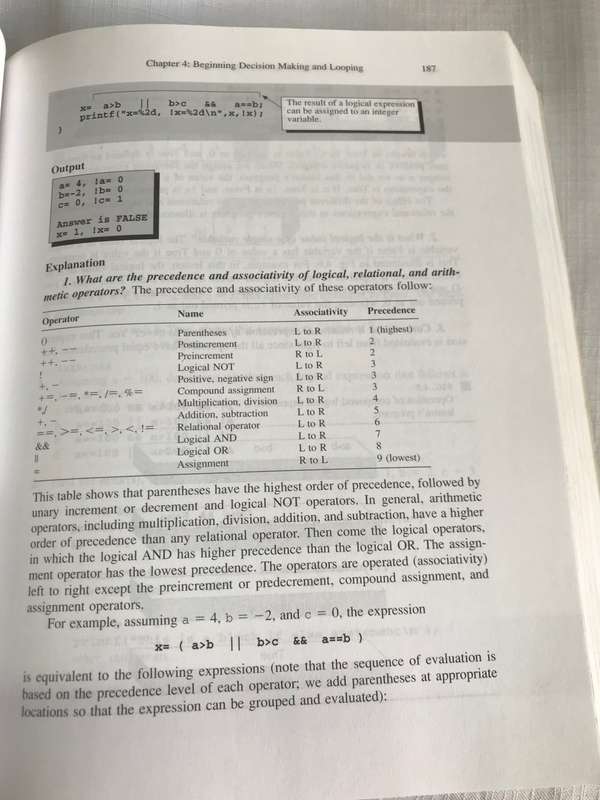 Chapter 4: Beginning Decision Making and Looping 187
x= a>b || b>c && a==b;
printf("x=%2d, !x=%2d\n",x,!x);
}
The result of a logical expression
can be assigned to an integer
variable.
Output
a= 4, !a= 0
b=-2, !b= 0
c= 0, !c= 1
Answer is FALSE
x= 1, !x= 0
Explanation
1. What are the precedence and associativity of logical, relational, and arith-
metic operators? The precedence and associativity of these operators follow:
Operator Name Associativity Precedence
() Parentheses L to R 1 (highest)
++, -- Postincrement L to R 2
++, -- Preincrement R to L 2
! Logical NOT L to R 3
+, − Positive, negative sign L to R 3
+=, −=, *=, /=, %= Compound assignment R to L 3
*,/ Multiplication, division L to R 4
+, − Addition, subtraction L to R 5
==, >=, <=, >, <, != Relational operator L to R 6
&& Logical AND L to R 7
|| Logical OR L to R 8
= Assignment R to L 9 (lowest)
This table shows that parentheses have the highest order of precedence, followed by
unary increment or decrement and logical NOT operators. In general, arithmetic
operators, including multiplication, division, addition, and subtraction, have a higher
order of precedence than any relational operator. Then come the logical operators,
in which the logical AND has higher precedence than the logical OR. The assign-
ment operator has the lowest precedence. The operators are operated (associativity)
left to right except the preincrement or predecrement, compound assignment, and
assignment operators.
For example, assuming a = 4, b = −2, and c = 0, the expression
x= ( a>b || b>c && a==b )
is equivalent to the following expressions (note that the sequence of evaluation is
based on the precedence level of each operator; we add parentheses at appropriate
locations so that the expression can be grouped and evaluated):